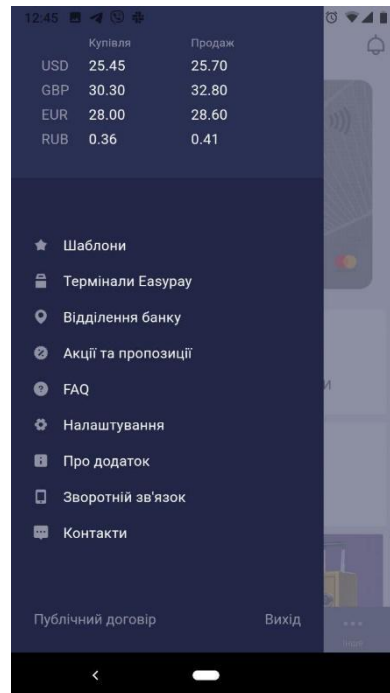 12:45
Купівля Продаж
USD 25.45 25.70
GBP 30.30 32.80
EUR 28.00 28.60
RUB 0.36 0.41
Шаблони
Термінали Easypay
Відділення банку
Акції та пропозиції
FAQ
Налаштування
Про додаток
Зворотній зв'язок
Контакти
Публічний договір Вихід